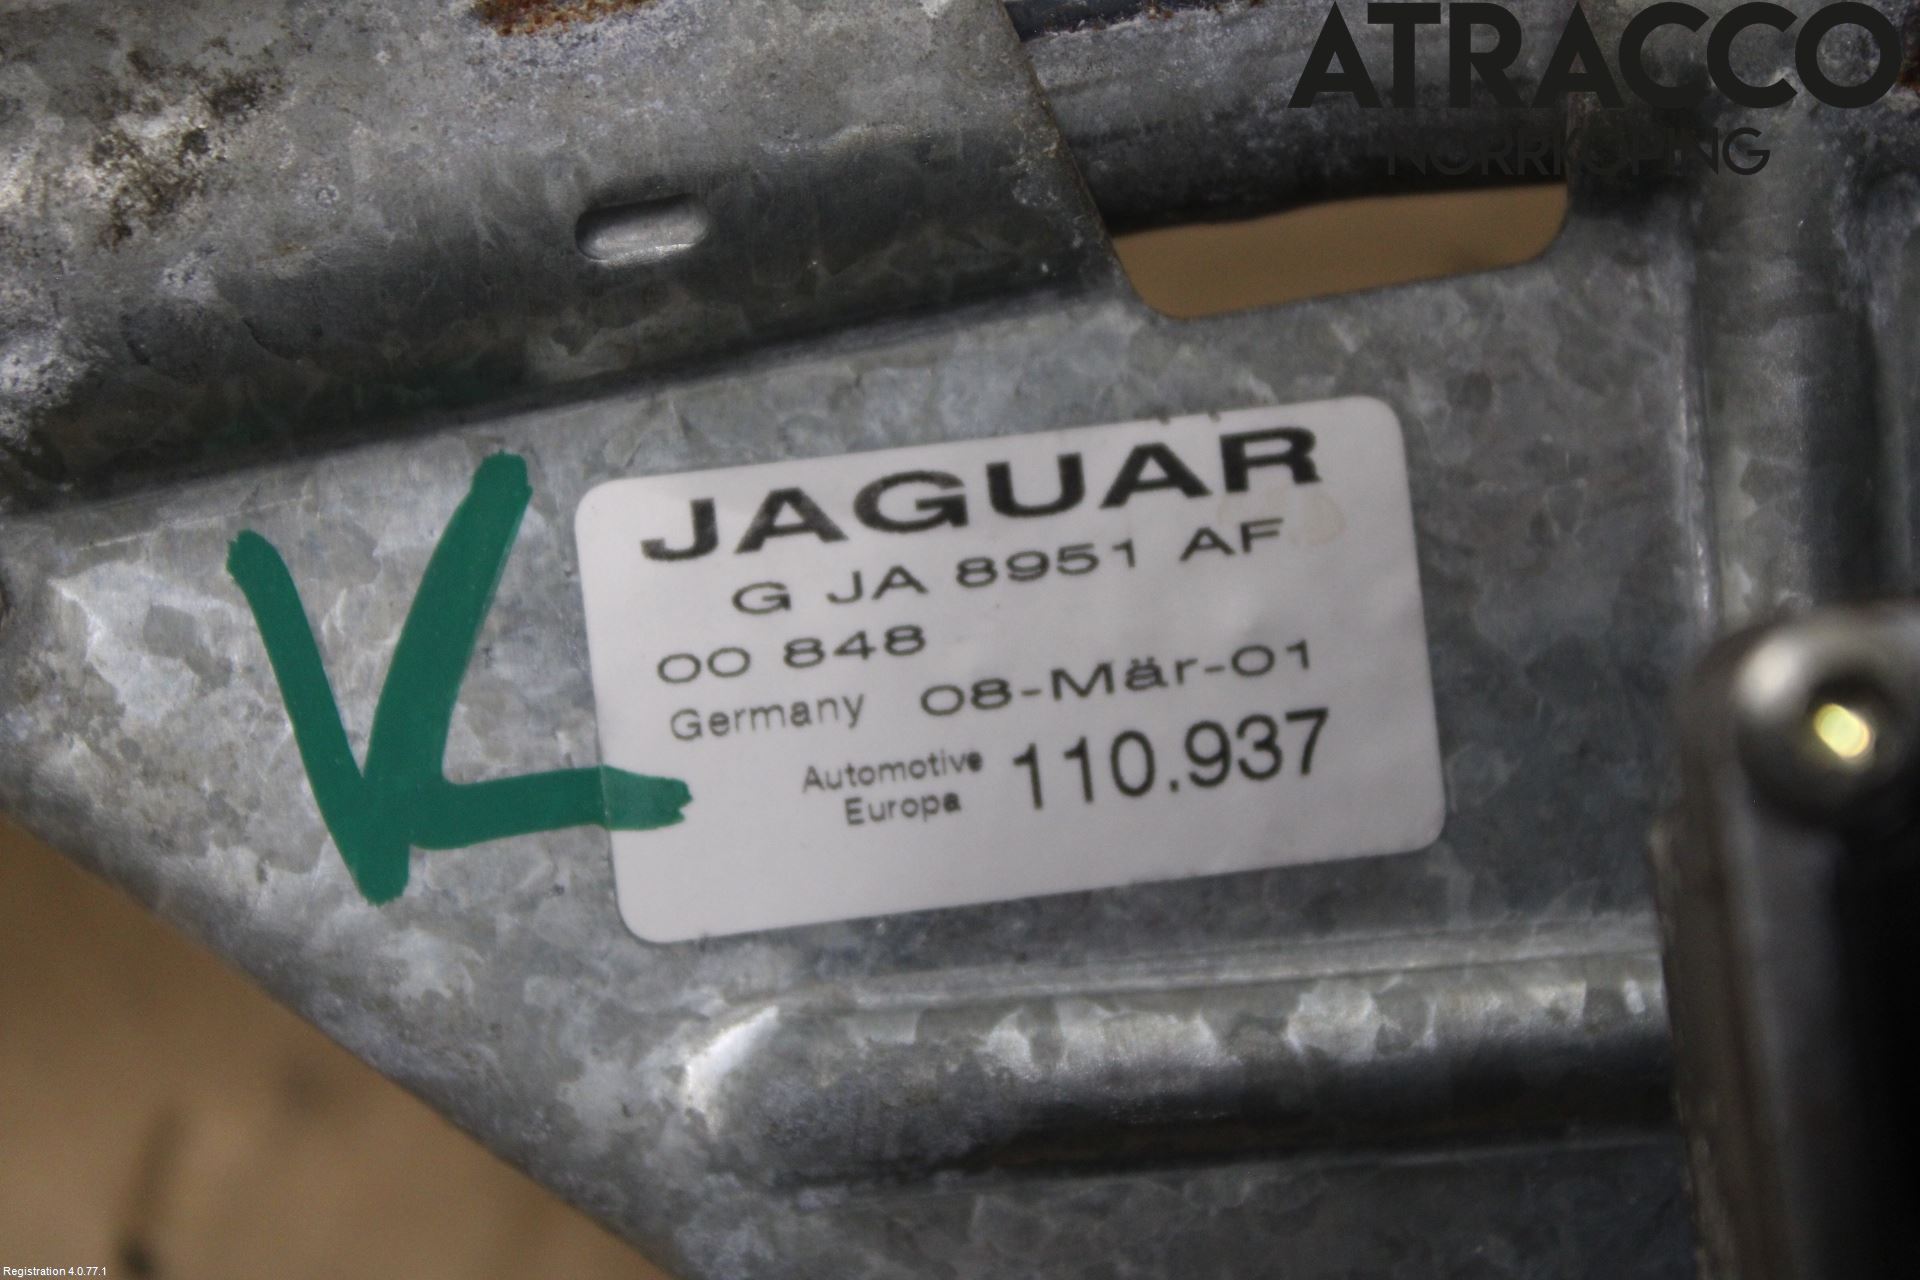 ATRACCO
NORRKÖPING
JAGUAR
G JA 8951 AF
00 848
Germany 08-Mär-01
Automotive
Europa 110.937
Registration 4.0.77.1